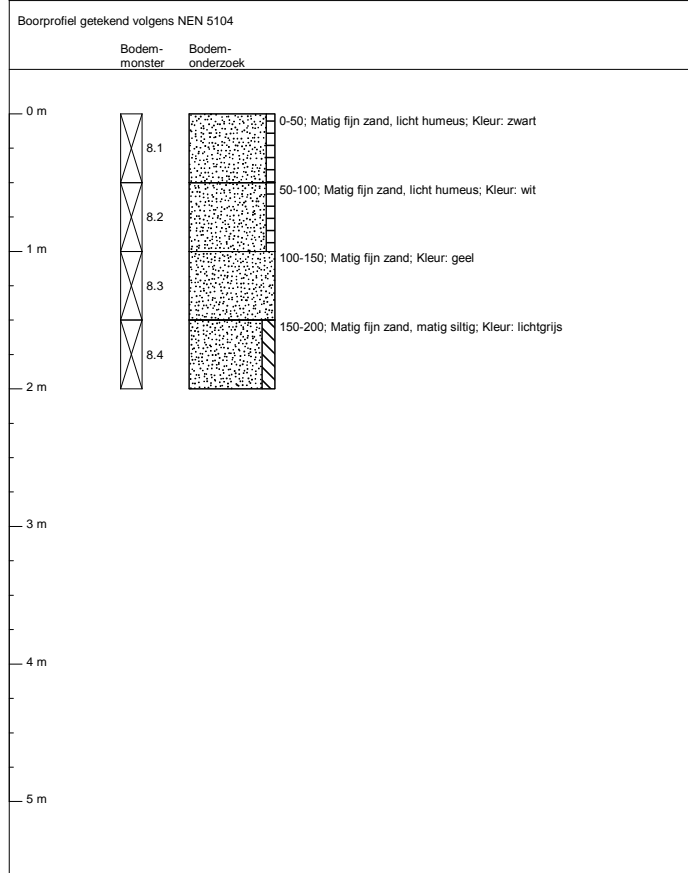 Boorprofiel getekend volgens NEN 5104
Bodem-
monster
Bodem-
onderzoek
0 m
0-50; Matig fijn zand, licht humeus; Kleur: zwart
8.1
50-100; Matig fijn zand, licht humeus; Kleur: wit
8.2
1 m
100-150; Matig fijn zand; Kleur: geel
8.3
150-200; Matig fijn zand, matig siltig; Kleur: lichtgrijs
8.4
2 m
3 m
4 m
5 m